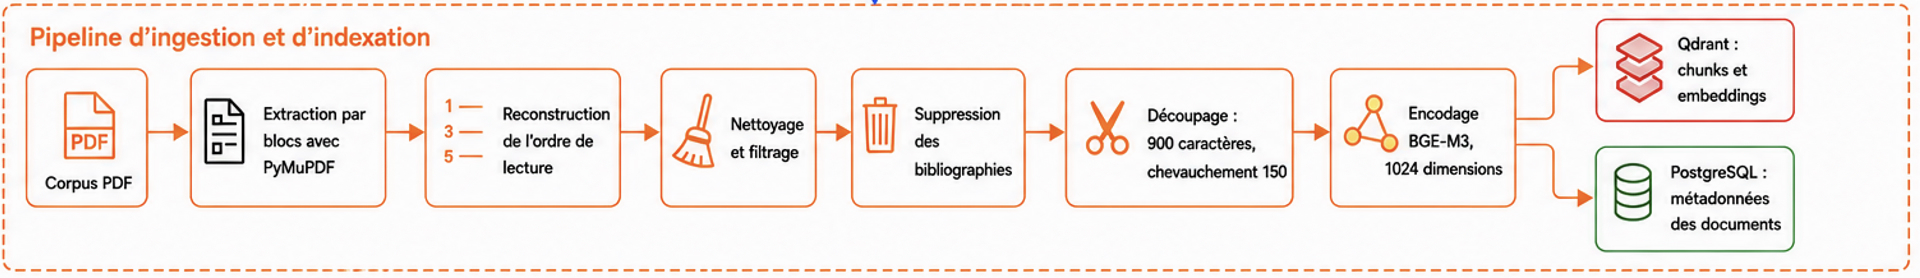 Pipeline d'ingestion et d'indexation
PDF
Corpus PDF
Extraction par
blocs avec
PyMuPDF
1
3
5
Reconstruction
de l'ordre de
lecture
Nettoyage
et filtrage
Suppression
des
bibliographies
Découpage :
900 caractères,
chevauchement 150
Encodage
BGE-M3,
1024 dimensions
Qdrant :
chunks et
embeddings
PostgreSQL :
métadonnées
des documents